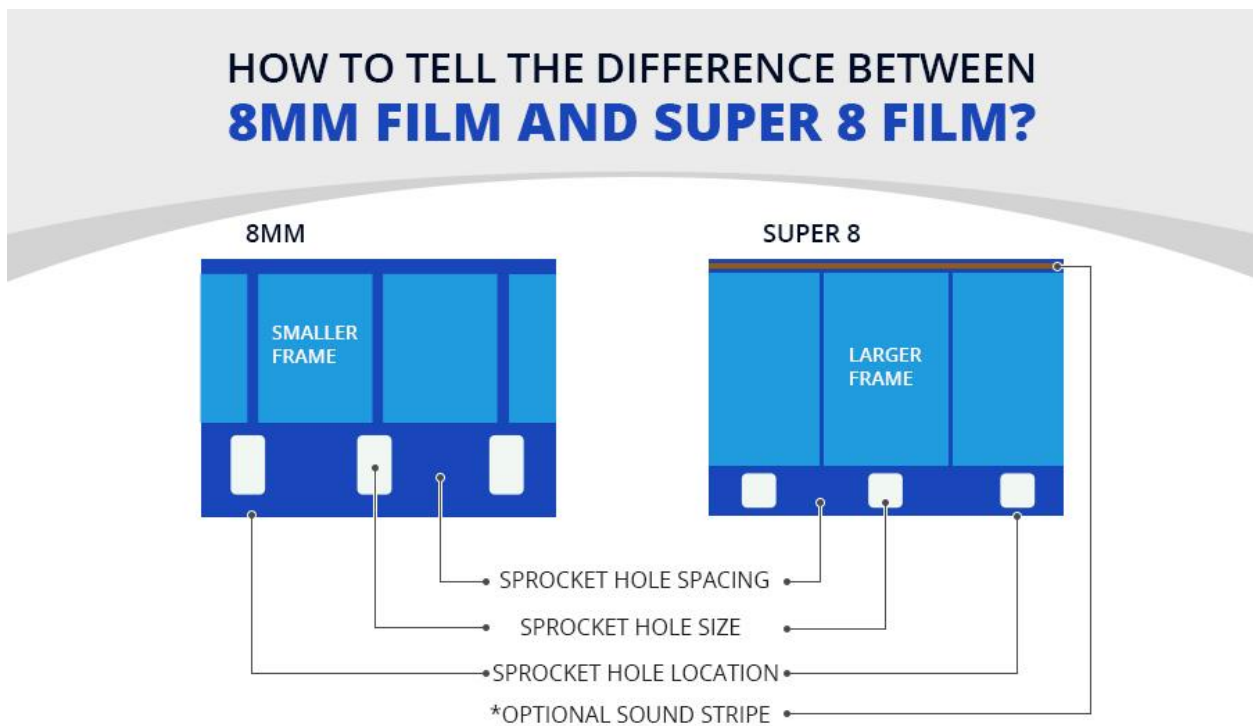 HOW TO TELL THE DIFFERENCE BETWEEN
8MM FILM AND SUPER 8 FILM?
8MM
SUPER 8
SMALLER
FRAME
LARGER
FRAME
SPROCKET HOLE SPACING
SPROCKET HOLE SIZE
SPROCKET HOLE LOCATION
*OPTIONAL SOUND STRIPE